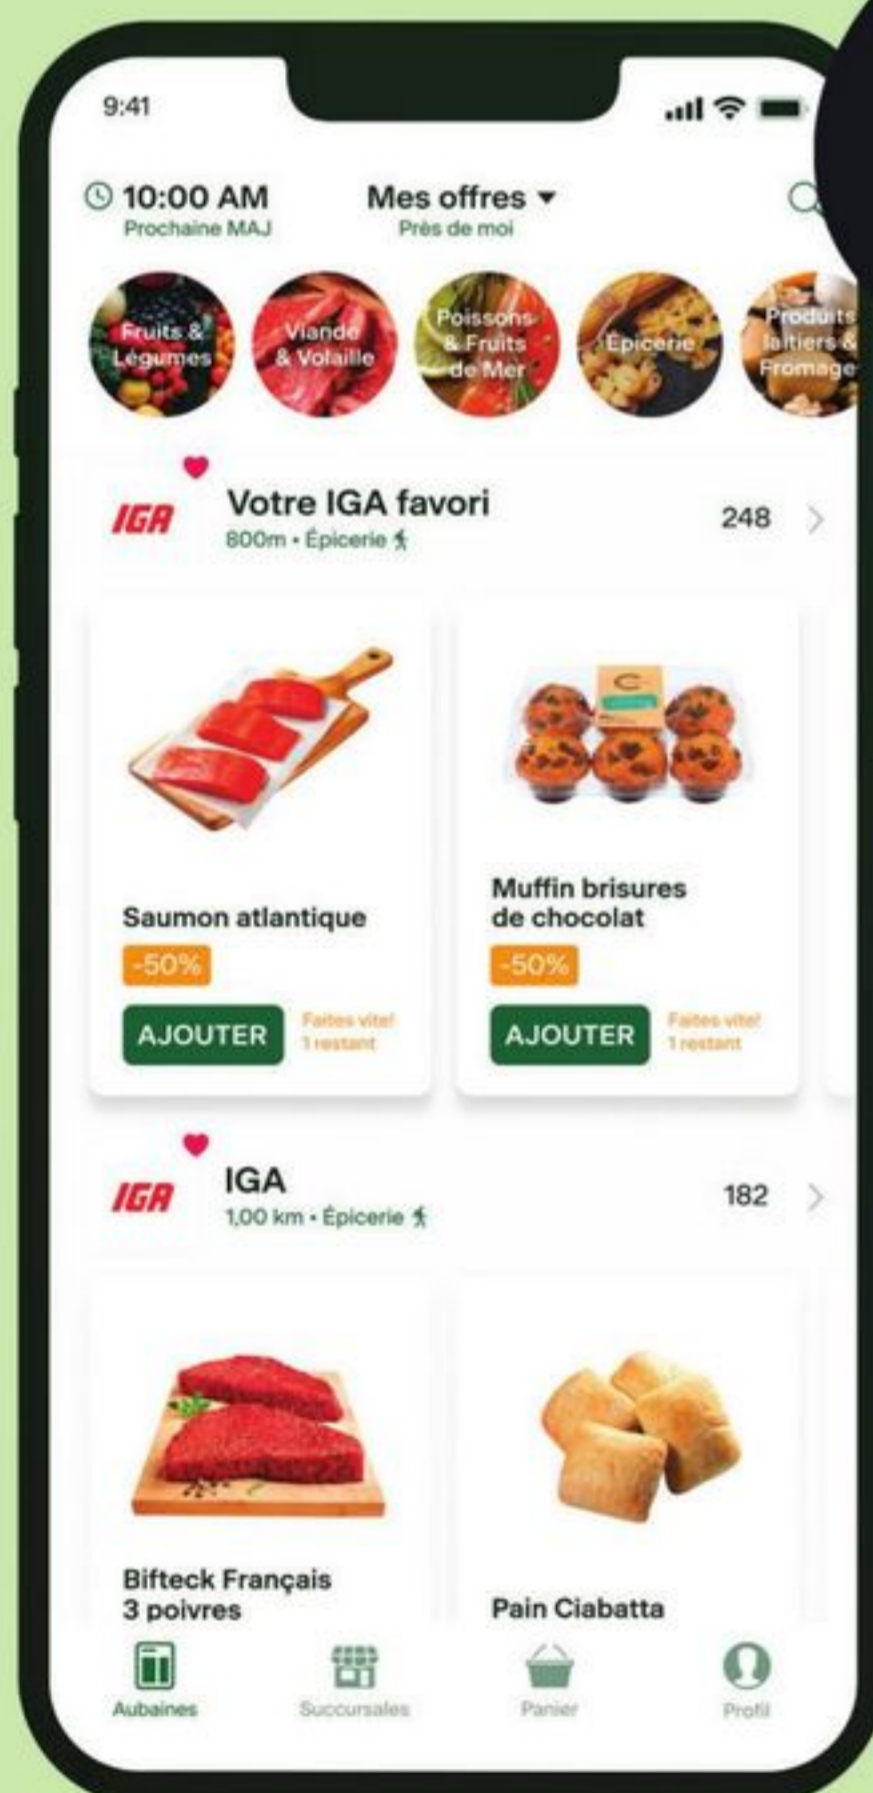 9:41
10:00 AM
Prochaine MAJ
Mes offres
Près de moi
Fruits &
Légumes
Viande
& Volaille
Poissons
& Fruits
de Mer
Épicerie
Produits
laitiers &
Fromage
IGA
Votre IGA favori
800m • Épicerie
248
Saumon atlantique
-50%
AJOUTER
Faites vite!
1 restant
Muffin brisures
de chocolat
-50%
AJOUTER
Faites vite!
1 restant
IGA
IGA
1,00 km • Épicerie
182
Bifteck Français
3 poivres
Pain Ciabatta
Aubaines
Succursales
Panier
Profil